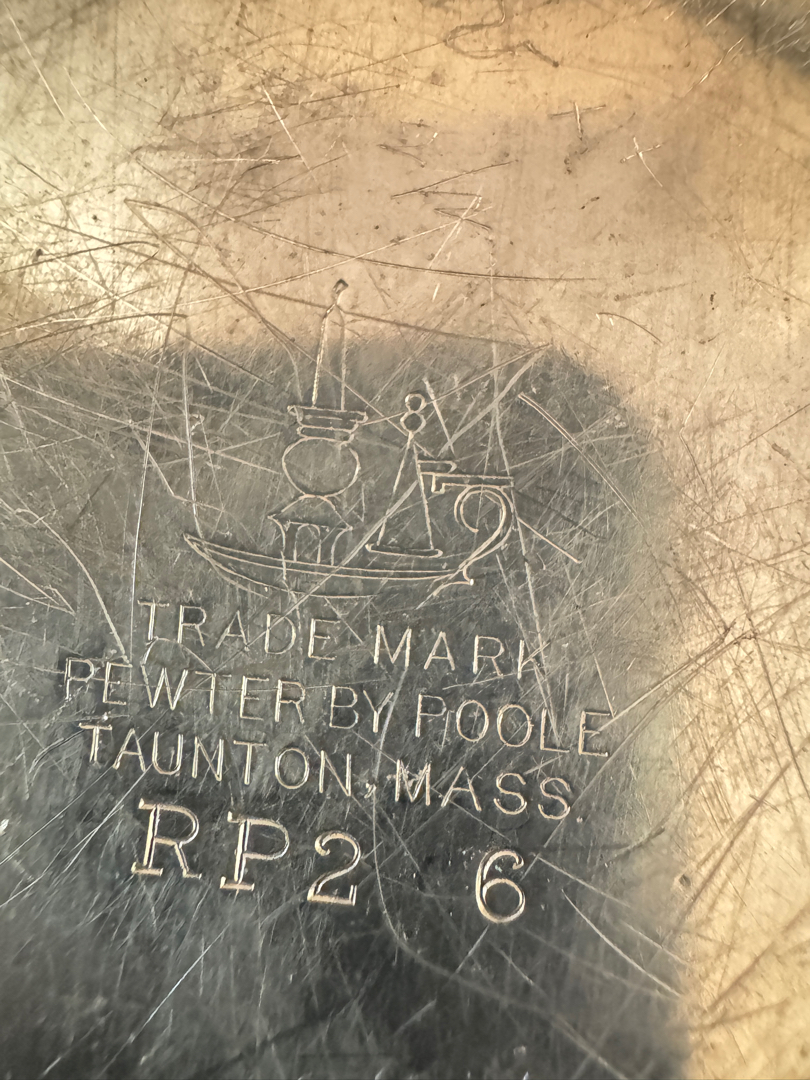 TRADE MARK
PEWTER BY POOLE
TAUNTON, MASS.
RP2 6